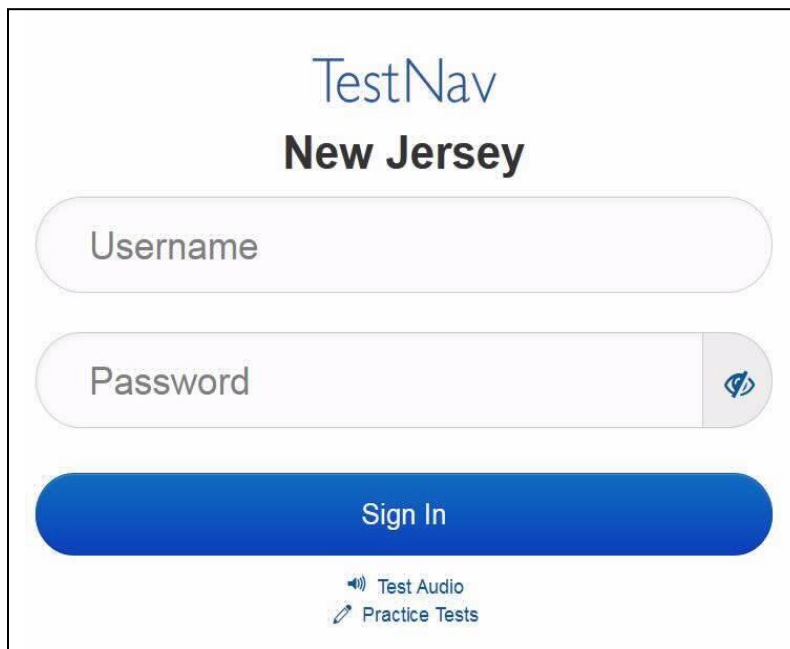 TestNav
New Jersey
Username
Password
Sign In
Test Audio
Practice Tests